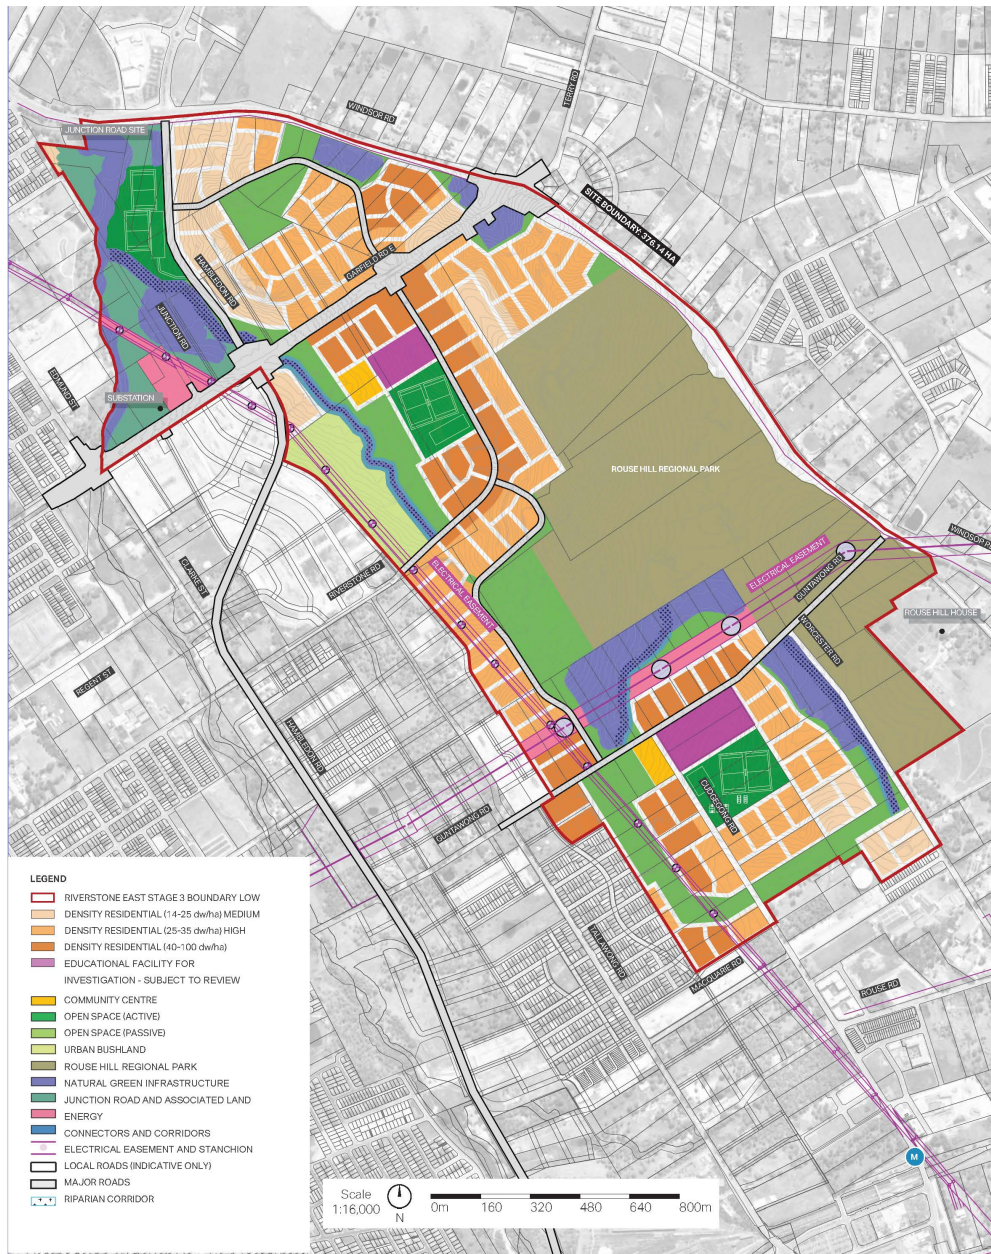 WINDSOR RD
TERRY RD
JUNCTION ROAD SITE
SITE BOUNDARY: 376.14 HA
HAMBLEDON RD
GARFIELD RD E
JUNCTION RD
EDMUND ST
SUBSTATION
ROUSE HILL REGIONAL PARK
WINDSOP R
ELECTRICAL EASEMENT
GUNTAWONG RD
CLARKE ST
RIVERSTONE RD
ELECTRICAL EASEMENT
ROUSE HILL HOUSE
WORCESTER RD
REGENT ST
HAMBLEDON RD
CUDGEGONG RD
GUNTAWONG RD
TALLAWONG RD
MACQUARIE RD
ROUSE RD
M
LEGEND
RIVERSTONE EAST STAGE 3 BOUNDARY LOW
DENSITY RESIDENTIAL (14-25 dw/ha) MEDIUM
DENSITY RESIDENTIAL (25-35 dw/ha) HIGH
DENSITY RESIDENTIAL (40-100 dw/ha)
EDUCATIONAL FACILITY FOR
INVESTIGATION - SUBJECT TO REVIEW
COMMUNITY CENTRE
OPEN SPACE (ACTIVE)
OPEN SPACE (PASSIVE)
URBAN BUSHLAND
ROUSE HILL REGIONAL PARK
NATURAL GREEN INFRASTRUCTURE
JUNCTION ROAD AND ASSOCIATED LAND
ENERGY
CONNECTORS AND CORRIDORS
ELECTRICAL EASEMENT AND STANCHION
LOCAL ROADS (INDICATIVE ONLY)
MAJOR ROADS
RIPARIAN CORRIDOR
Scale
1:16,000
N
0m 160 320 480 640 800m